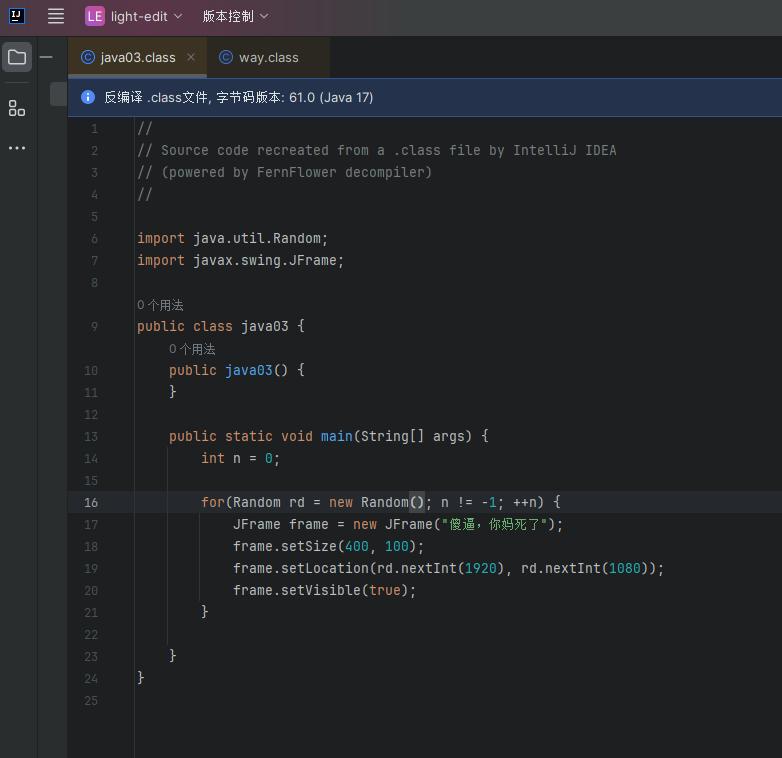 IJ LE light-edit 版本控制
java03.class way.class
反编译 .class文件, 字节码版本: 61.0 (Java 17)
1 //
2 // Source code recreated from a .class file by IntelliJ IDEA
3 // (powered by FernFlower decompiler)
4 //
5
6 import java.util.Random;
7 import javax.swing.JFrame;
8
0 个用法
9 public class java03 {
0 个用法
10 public java03() {
11 }
12
13 public static void main(String[] args) {
14 int n = 0;
15
16 for(Random rd = new Random(); n != -1; ++n) {
17 JFrame frame = new JFrame("傻逼，你妈死了");
18 frame.setSize(400, 100);
19 frame.setLocation(rd.nextInt(1920), rd.nextInt(1080));
20 frame.setVisible(true);
21 }
22
23 }
24 }
25